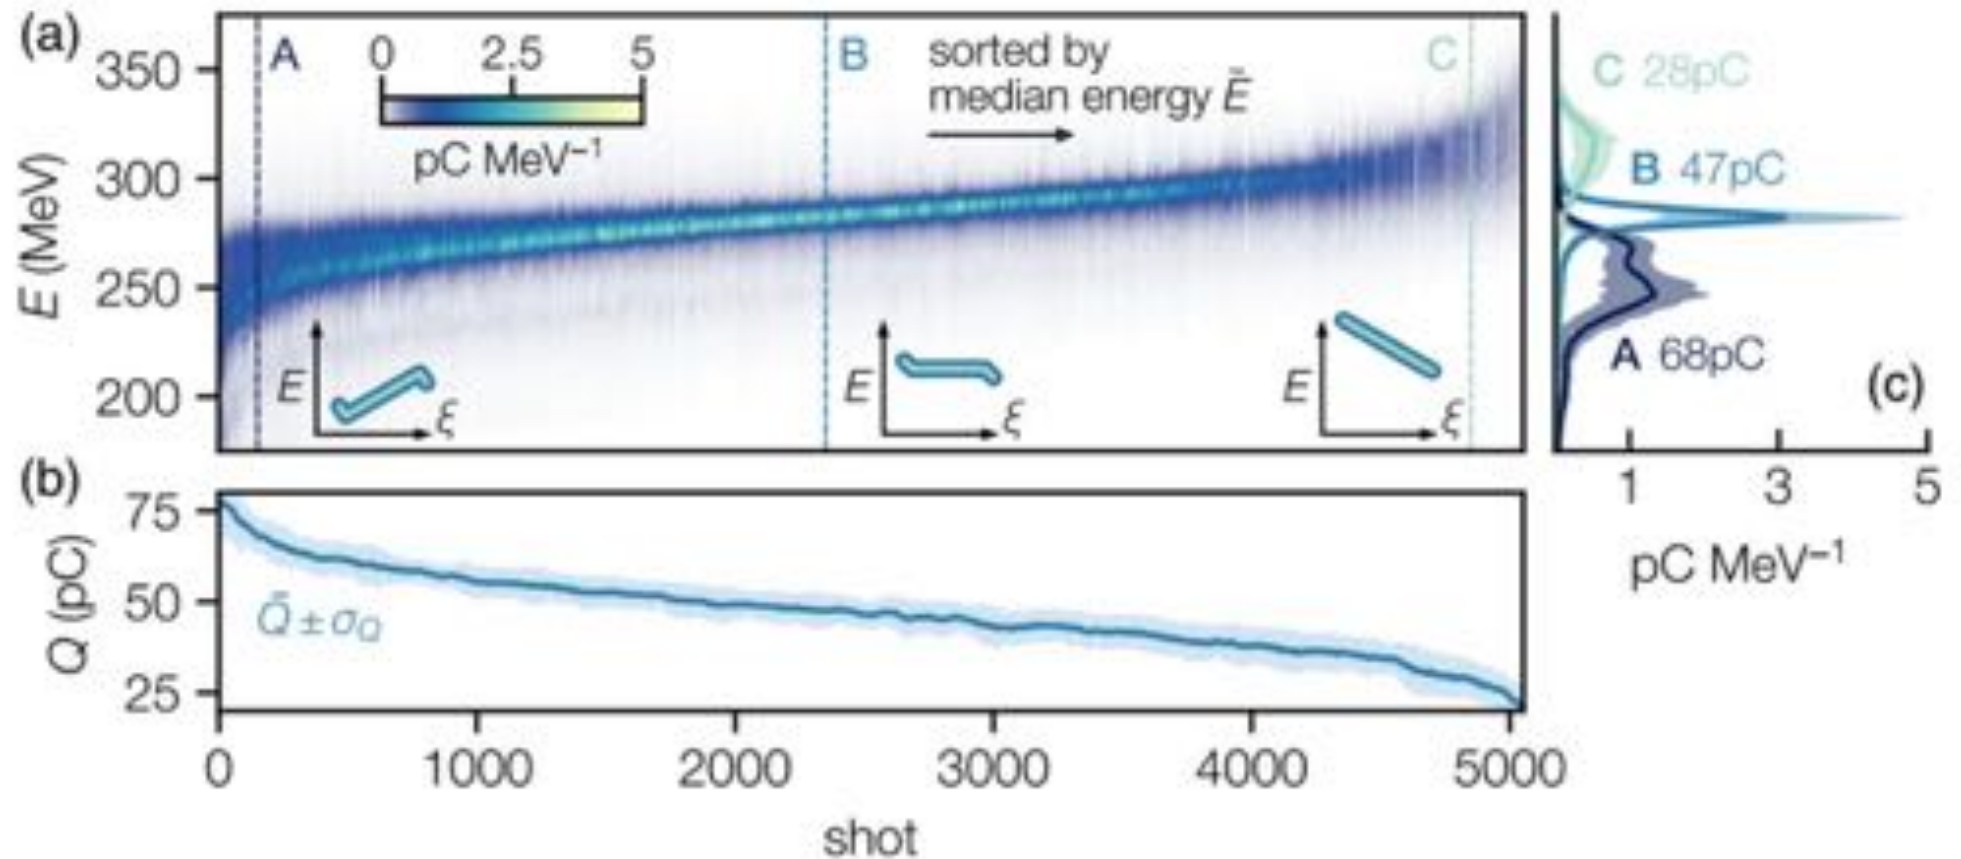 (a)
350
300
250
200
E (MeV)
A
0 2.5 5
pC MeV⁻¹
B
sorted by
median energy Ẽ
C
E
ξ
E
ξ
E
ξ
C 28pC
B 47pC
A 68pC
(c)
1 3 5
pC MeV⁻¹
(b)
75
50
25
Q (pC)
Q̄ ± σQ
0 1000 2000 3000 4000 5000
shot